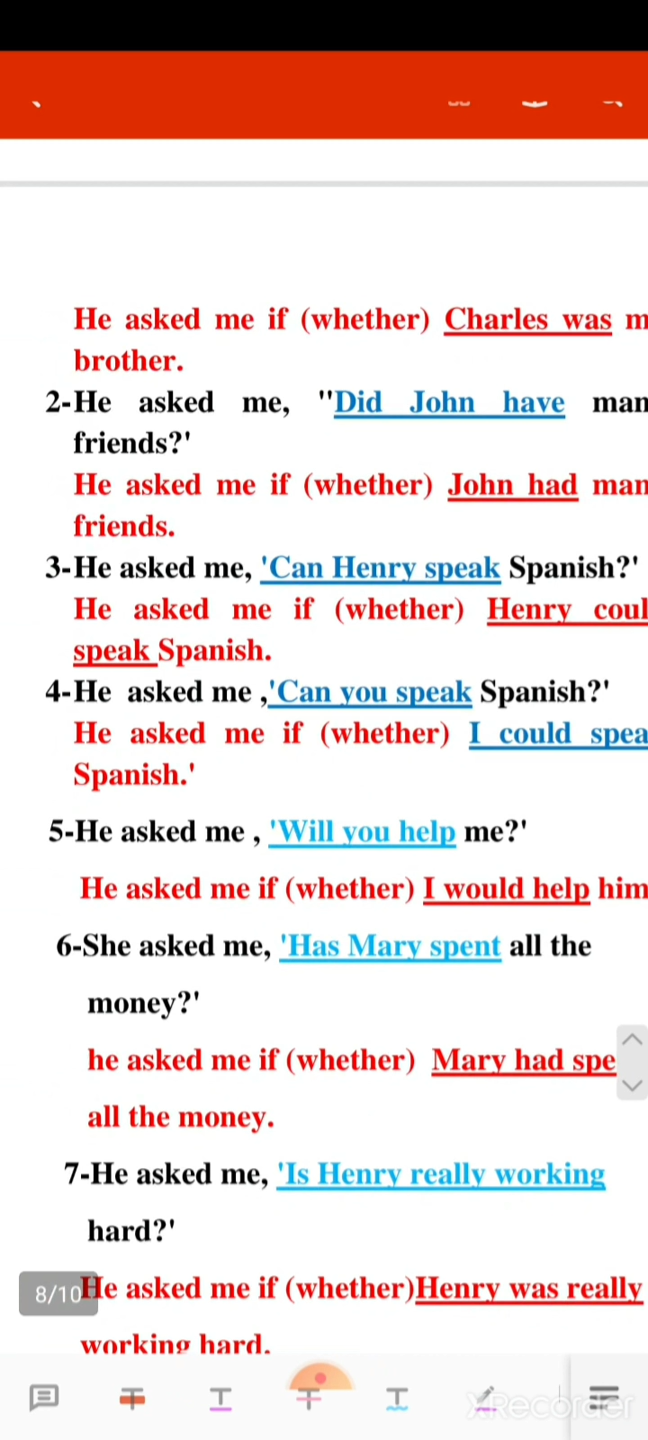 He asked me if (whether) Charles was m
brother.
2-He asked me, "Did John have man
friends?'
He asked me if (whether) John had man
friends.
3-He asked me, 'Can Henry speak Spanish?'
He asked me if (whether) Henry coul
speak Spanish.
4-He asked me ,'Can you speak Spanish?'
He asked me if (whether) I could spea
Spanish.'
5-He asked me , 'Will you help me?'
He asked me if (whether) I would help him
6-She asked me, 'Has Mary spent all the
money?'
he asked me if (whether) Mary had spe
all the money.
7-He asked me, 'Is Henry really working
hard?'
8/10
He asked me if (whether)Henry was really
working hard.
XRecorder